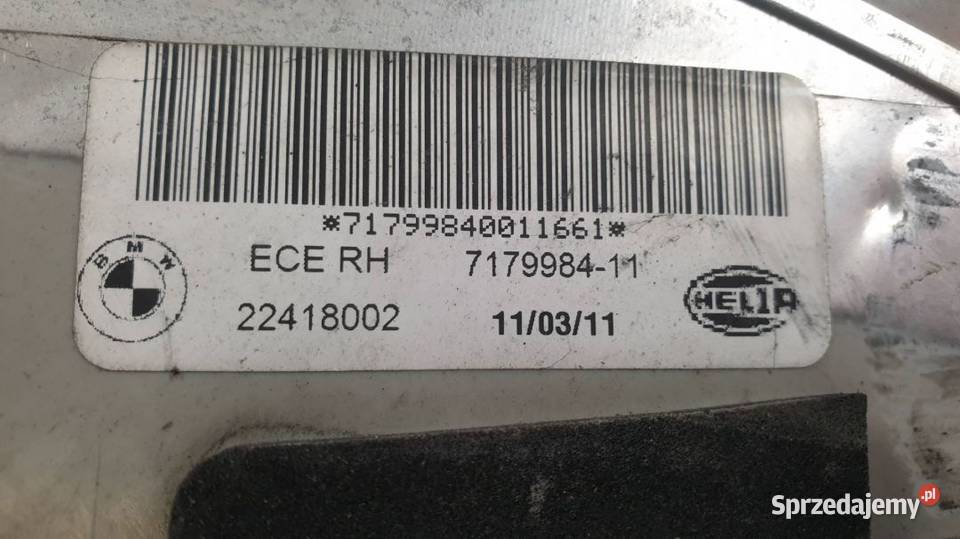 *71799840011661*
ECE RH 7179984-11
BMW
22418002 11/03/11
HELLA
Sprzedajemy.pl